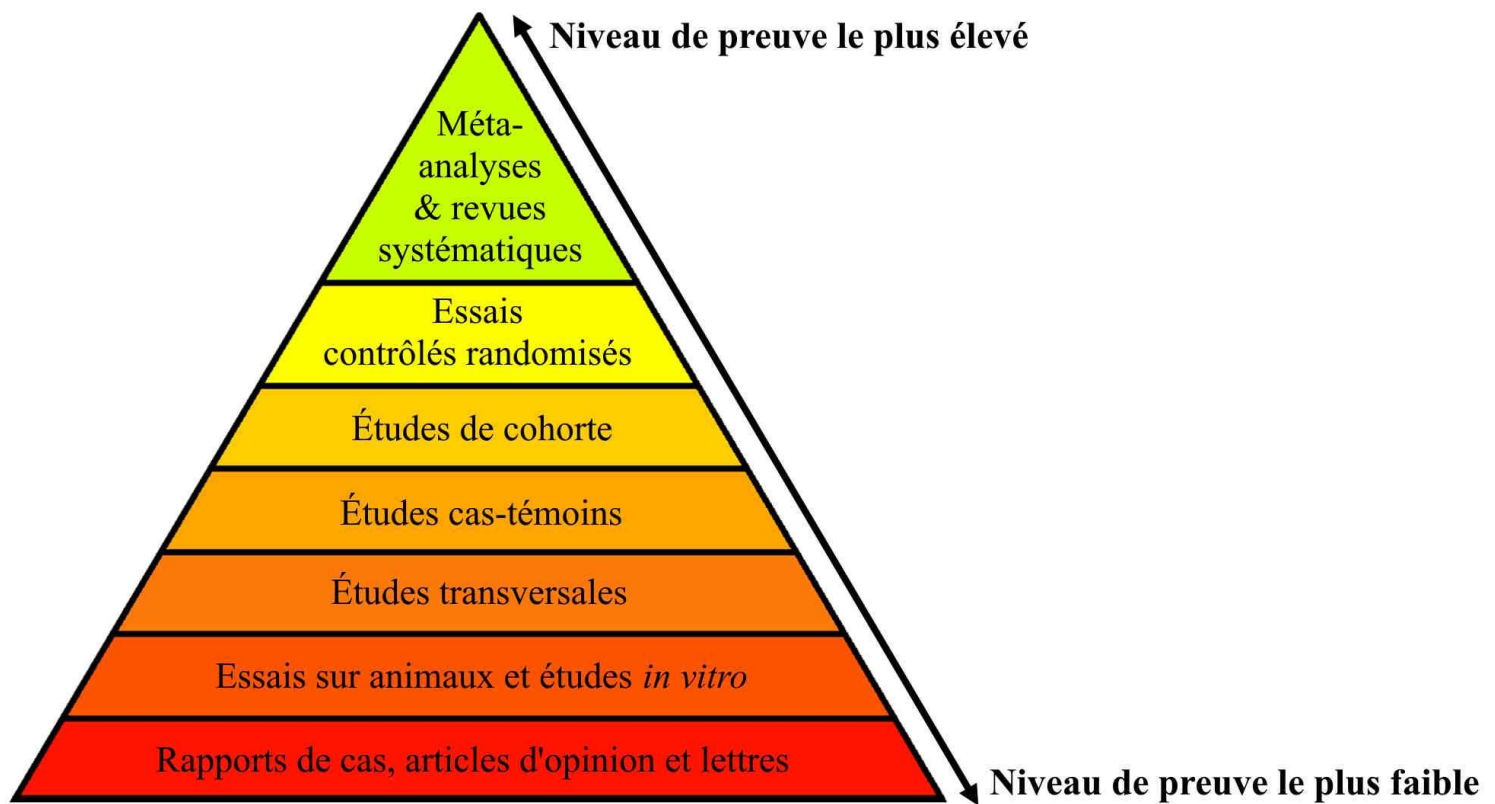 Niveau de preuve le plus élevé
Méta-
analyses
& revues
systématiques
Essais
contrôlés randomisés
Études de cohorte
Études cas-témoins
Études transversales
Essais sur animaux et études in vitro
Rapports de cas, articles d'opinion et lettres
Niveau de preuve le plus faible